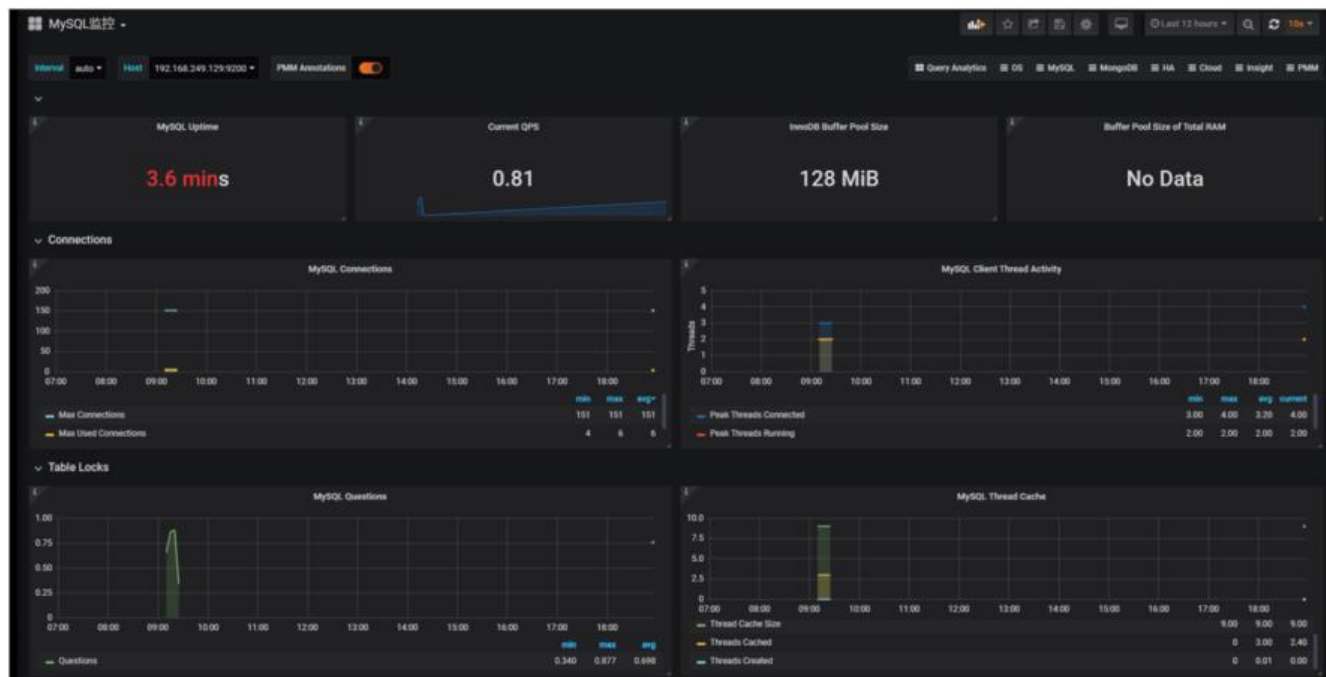 MySQL监控
Last 12 hours 10s
Interval auto Host 192.168.249.129:9200 PMM Annotations
Query Analytics OS MySQL MongoDB HA Cloud Insight PMM
MySQL Uptime
3.6 mins
Current QPS
0.81
InnoDB Buffer Pool Size
128 MiB
Buffer Pool Size of Total RAM
No Data
Connections
MySQL Connections
200
150
100
50
0
07:00 08:00 09:00 10:00 11:00 12:00 13:00 14:00 15:00 16:00 17:00 18:00
min max avg
Max Connections 151 151 151
Max Used Connections 4 6 6
MySQL Client Thread Activity
Threads
5
4
3
2
1
0
07:00 08:00 09:00 10:00 11:00 12:00 13:00 14:00 15:00 16:00 17:00 18:00
min max avg current
Peak Threads Connected 3.00 4.00 3.20 4.00
Peak Threads Running 2.00 2.00 2.00 2.00
Table Locks
MySQL Questions
1.00
0.75
0.50
0.25
0
07:00 08:00 09:00 10:00 11:00 12:00 13:00 14:00 15:00 16:00 17:00 18:00
min max avg
Questions 0.340 0.877 0.698
MySQL Thread Cache
10.0
7.5
5.0
2.5
0
07:00 08:00 09:00 10:00 11:00 12:00 13:00 14:00 15:00 16:00 17:00 18:00
Thread Cache Size 9.00 9.00 9.00
Threads Cached 0 3.00 2.40
Threads Created 0 0.01 0.00